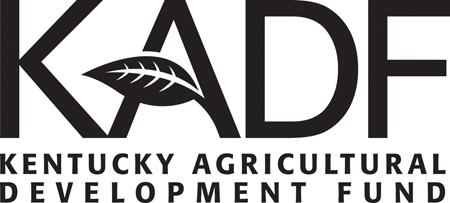 KADF
KENTUCKY AGRICULTURAL
DEVELOPMENT FUND